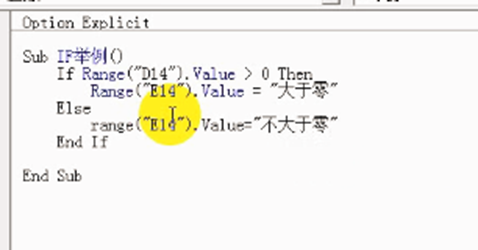 Option Explicit
Sub IF举例()
If Range("D14").Value > 0 Then
Range("E14").Value = "大于零"
Else
range("E14").Value="不大于零"
End If
End Sub